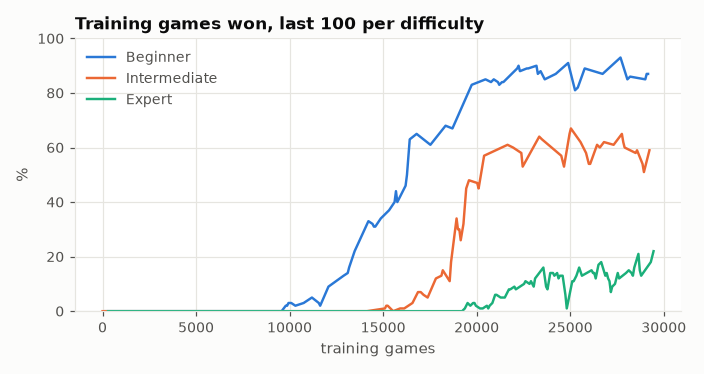 Training games won, last 100 per difficulty
100
80
60
40
20
0
%
Beginner
Intermediate
Expert
0 5000 10000 15000 20000 25000 30000
training games